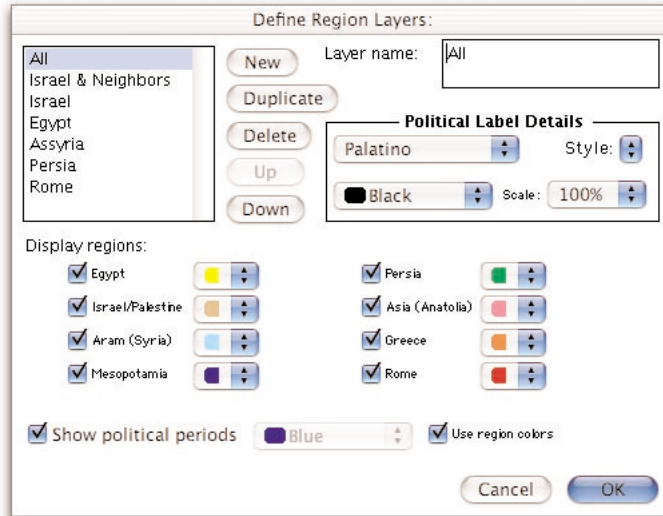 Define Region Layers:
All
Israel & Neighbors
Israel
Egypt
Assyria
Persia
Rome
New
Duplicate
Delete
Up
Down
Layer name: All
Political Label Details
Palatino Style:
Black Scale: 100%
Display regions:
Egypt Persia
Israel/Palestine Asia (Anatolia)
Aram (Syria) Greece
Mesopotamia Rome
Show political periods Blue Use region colors
Cancel OK